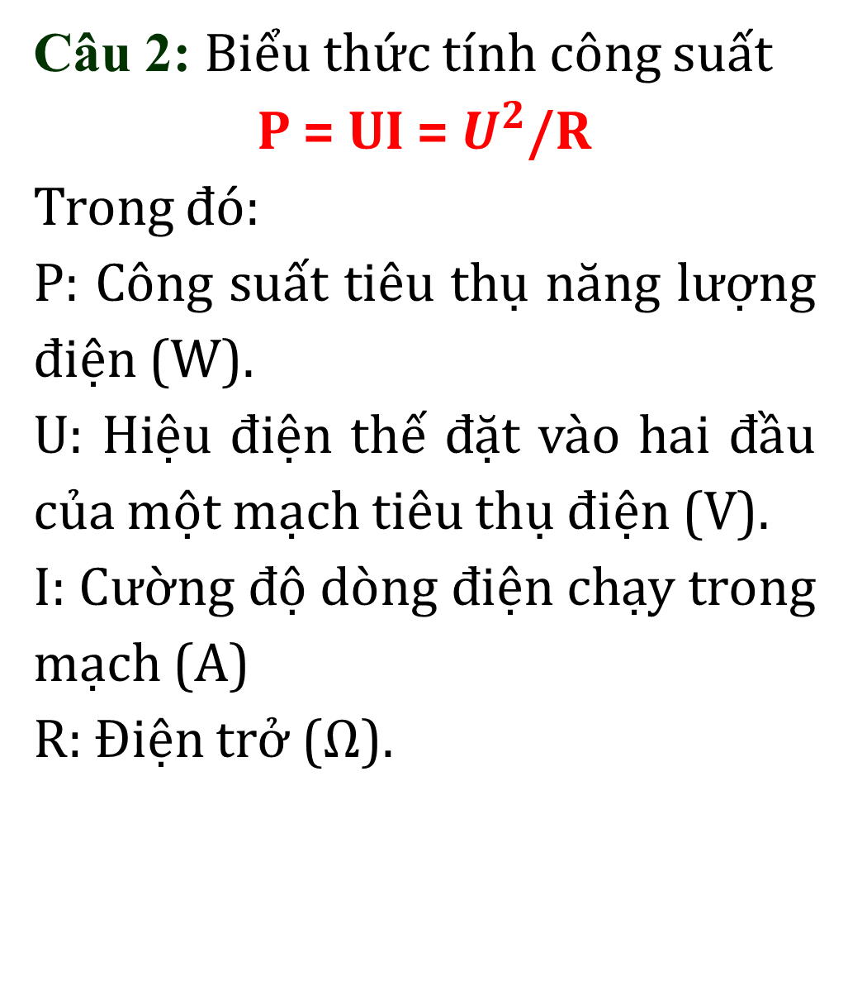 Câu 2: Biểu thức tính công suất
P = UI = U²/R
Trong đó:
P: Công suất tiêu thụ năng lượng
điện (W).
U: Hiệu điện thế đặt vào hai đầu
của một mạch tiêu thụ điện (V).
I: Cường độ dòng điện chạy trong
mạch (A)
R: Điện trở (Ω).